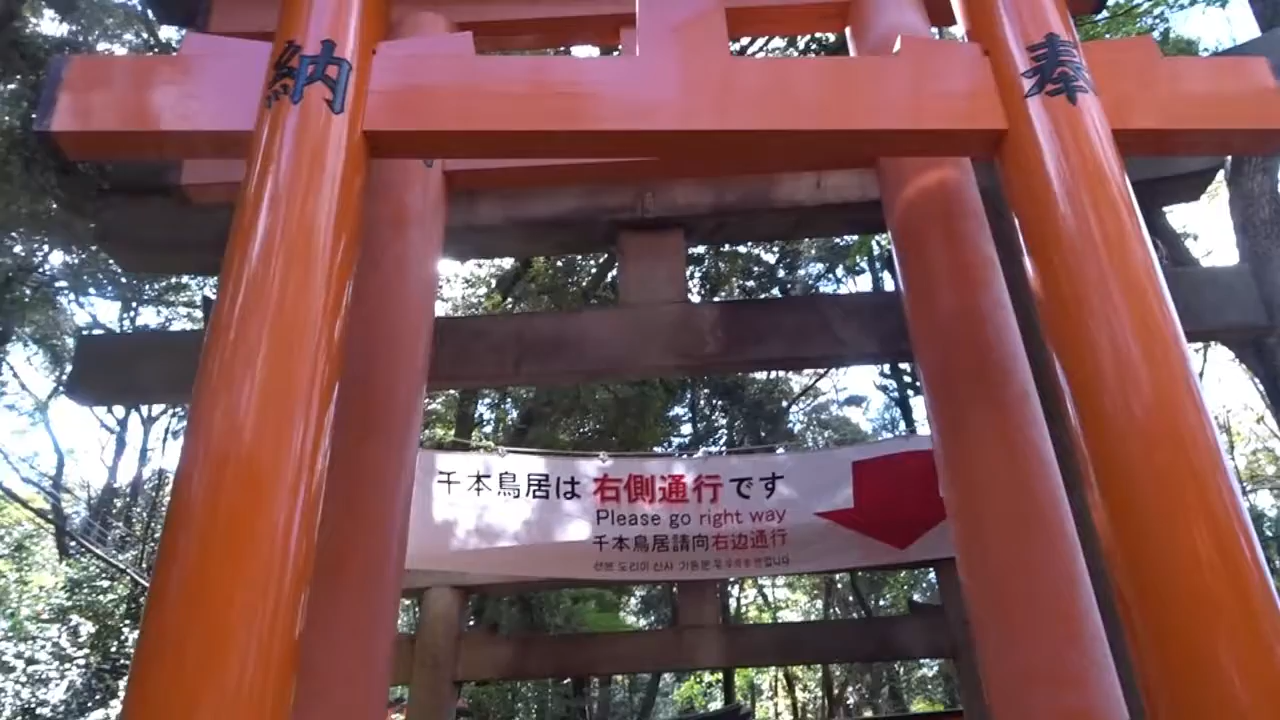 奉
納
千本鳥居は 右側通行です
Please go right way
千本鳥居請向右边通行